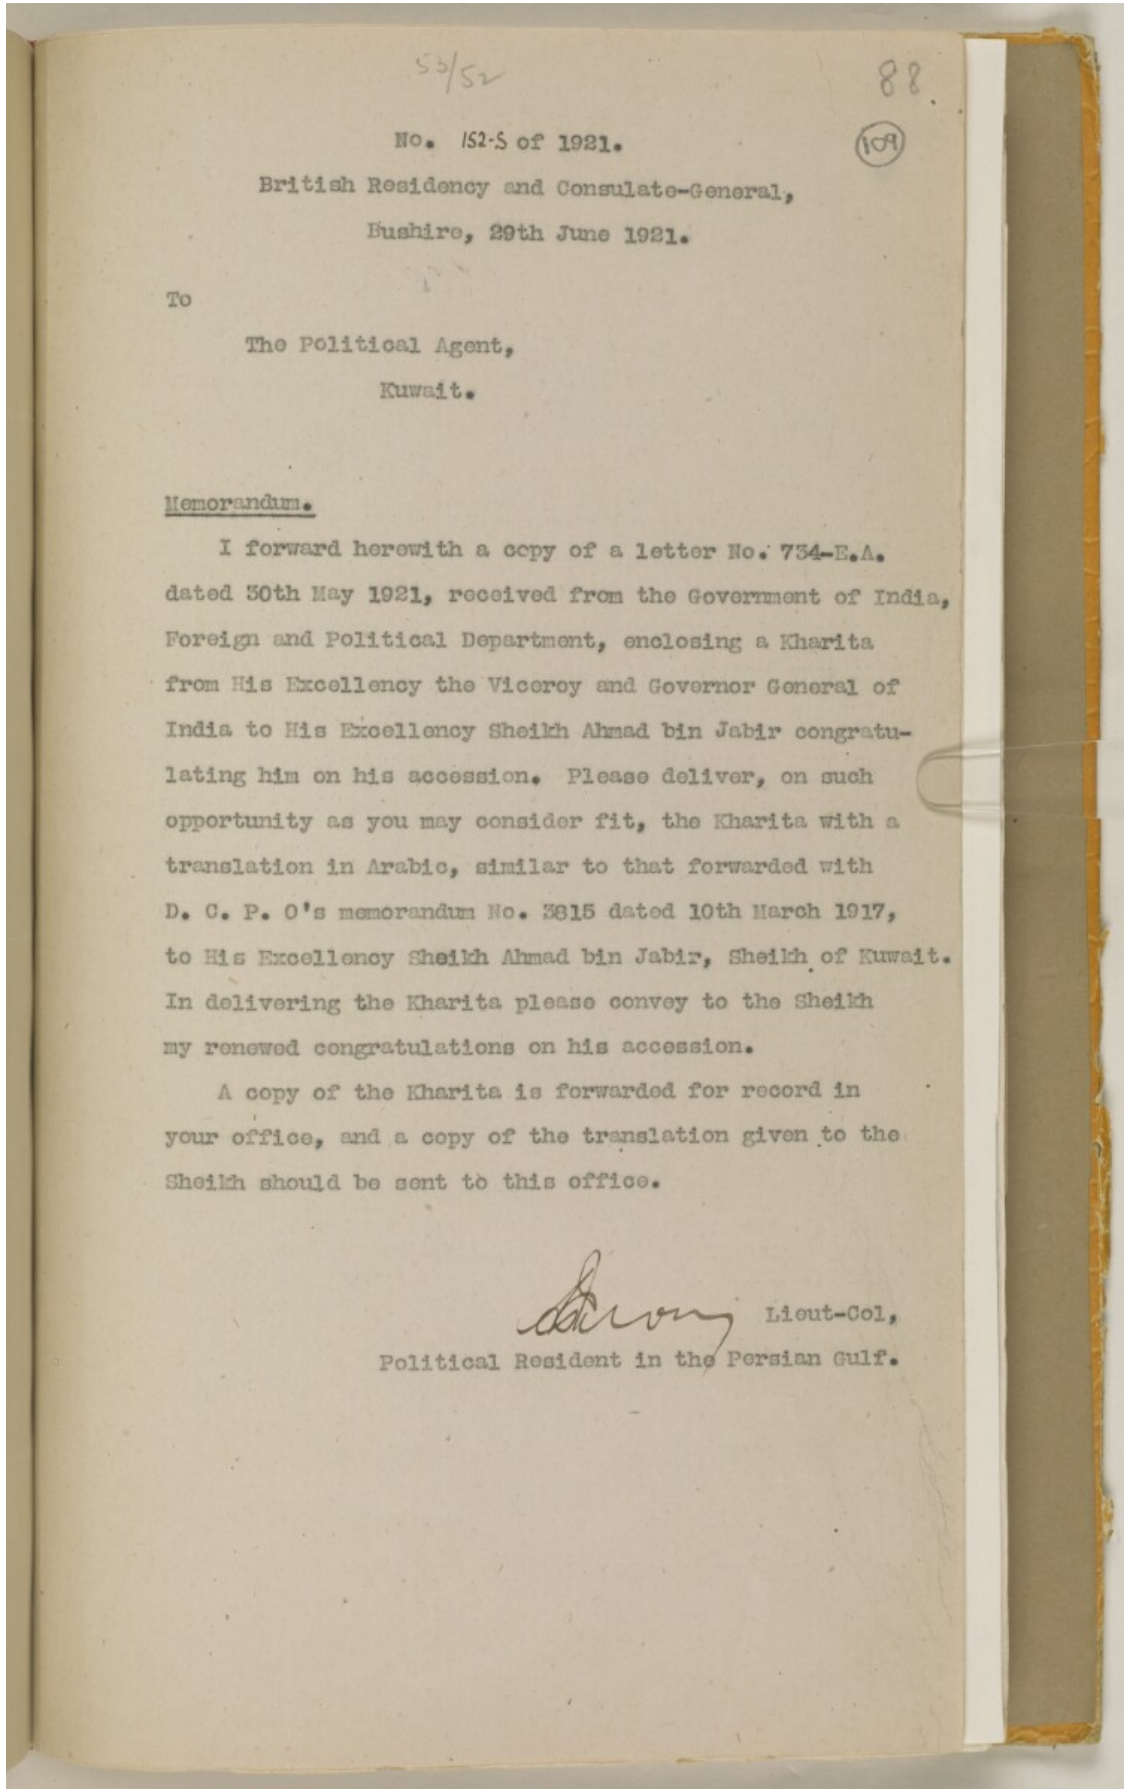 53/52
88
No. 152-S of 1921.
109
British Residency and Consulate-General,
Bushire, 29th June 1921.
To
The Political Agent,
Kuwait.
Memorandum.
I forward herewith a copy of a letter No. 734-E.A.
dated 30th May 1921, received from the Government of India,
Foreign and Political Department, enclosing a Kharita
from His Excellency the Viceroy and Governor General of
India to His Excellency Sheikh Ahmad bin Jabir congratu-
lating him on his accession. Please deliver, on such
opportunity as you may consider fit, the Kharita with a
translation in Arabic, similar to that forwarded with
D. C. P. O's memorandum No. 3815 dated 10th March 1917,
to His Excellency Sheikh Ahmad bin Jabir, Sheikh of Kuwait.
In delivering the Kharita please convey to the Sheikh
my renewed congratulations on his accession.
A copy of the Kharita is forwarded for record in
your office, and a copy of the translation given to the
Sheikh should be sent to this office.
Lieut-Col,
Political Resident in the Persian Gulf.